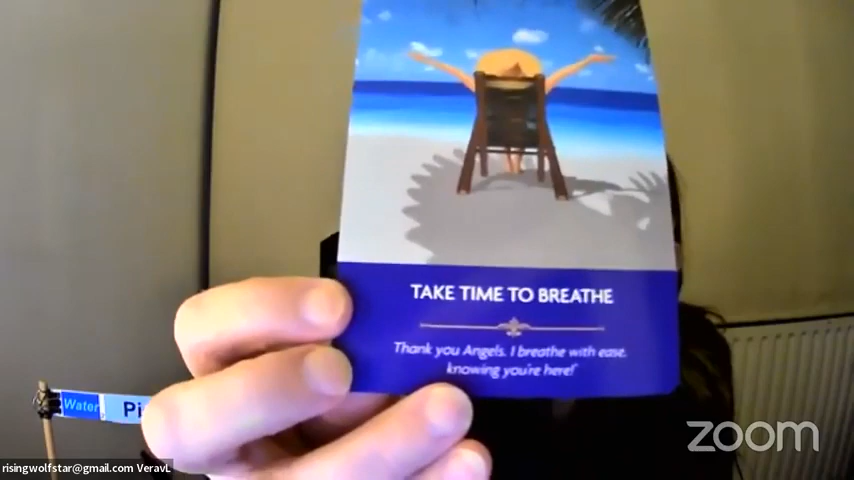 TAKE TIME TO BREATHE
Thank you Angels. I breathe with ease,
knowing you're here!
Water
Pi
zoom
risingwolfstar@gmail.com VeravL